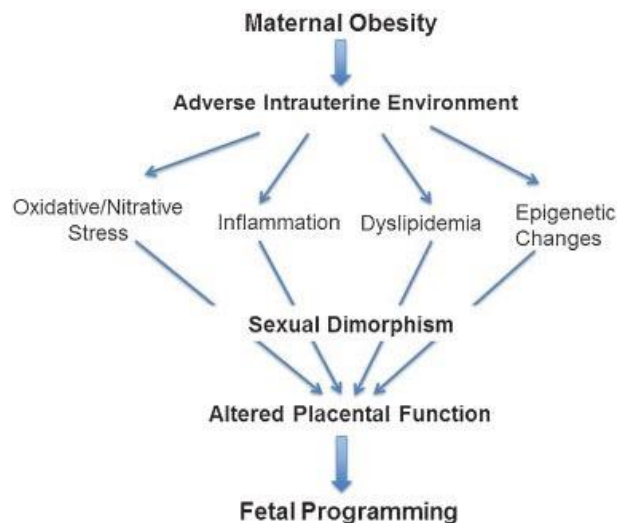 Maternal Obesity
Adverse Intrauterine Environment
Oxidative/Nitrative
Stress
Inflammation
Dyslipidemia
Epigenetic
Changes
Sexual Dimorphism
Altered Placental Function
Fetal Programming